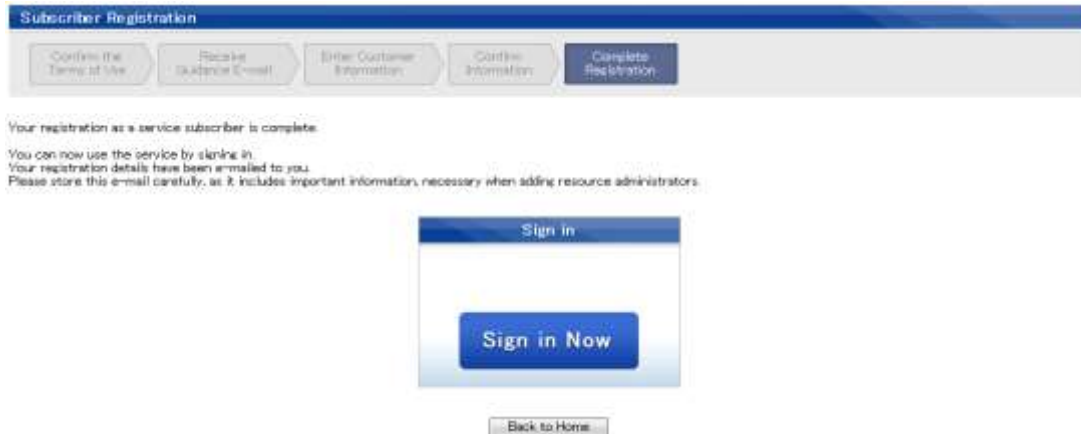 Subscriber Registration
Confirm the
Terms of Use
Receive
Guidance E-mail
Enter Customer
Information
Confirm
Information
Complete
Registration
Your registration as a service subscriber is complete.
You can now use the service by signing in.
Your registration details have been e-mailed to you.
Please store this e-mail carefully, as it includes important information, necessary when adding resource administrators.
Sign in
Sign in Now
Back to Home